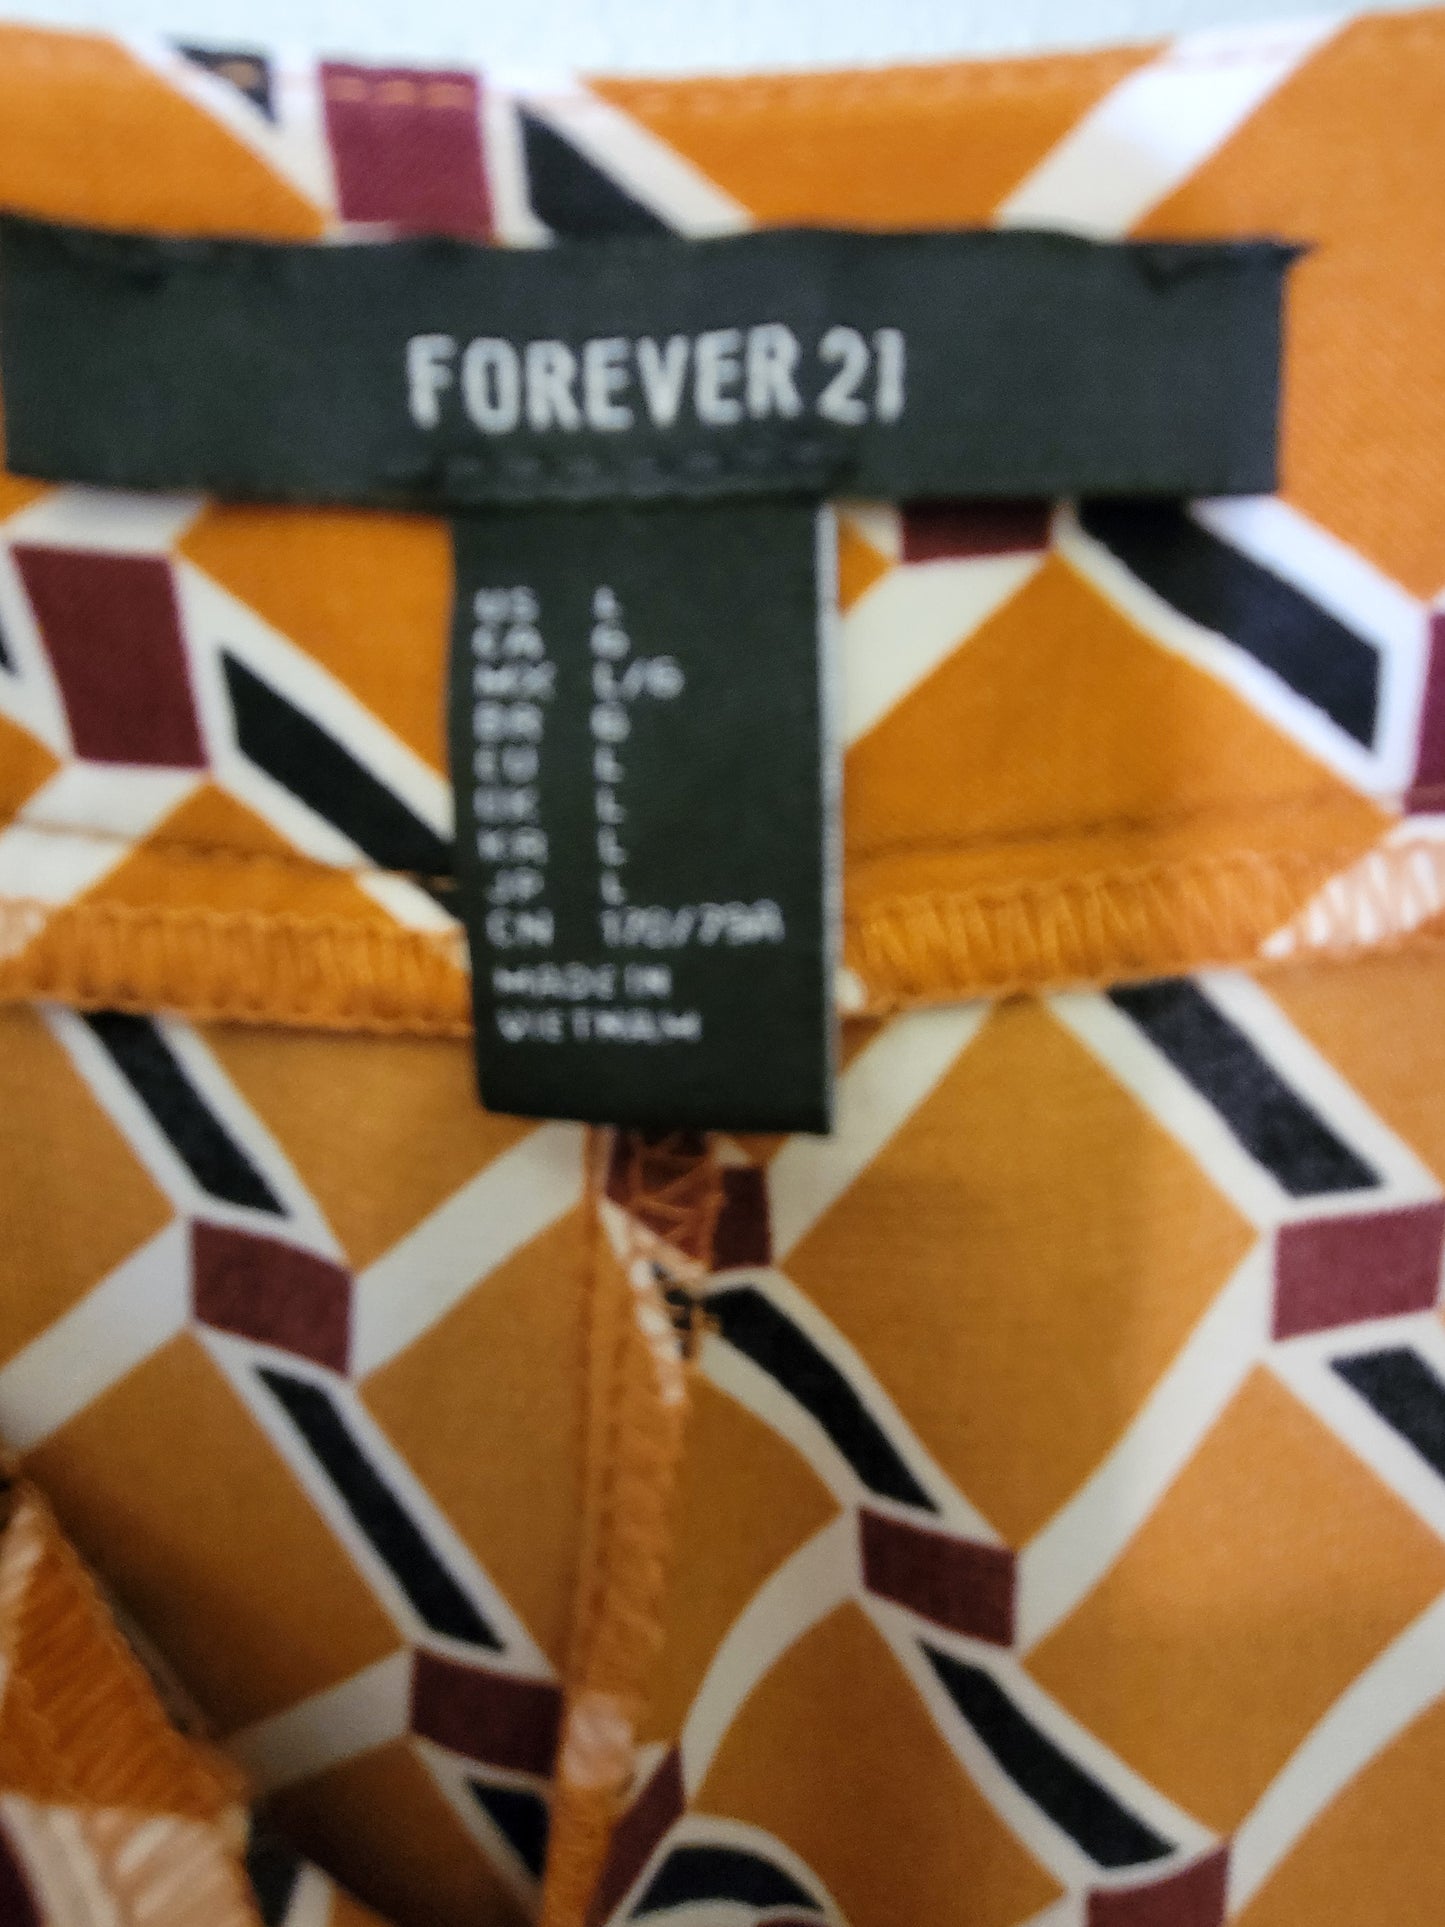 FOREVER 21
US L
CA G
MX L/G
BR G
EU L
UK L
KR L
JP L
CN 170/79A
MADE IN
VIETNAM